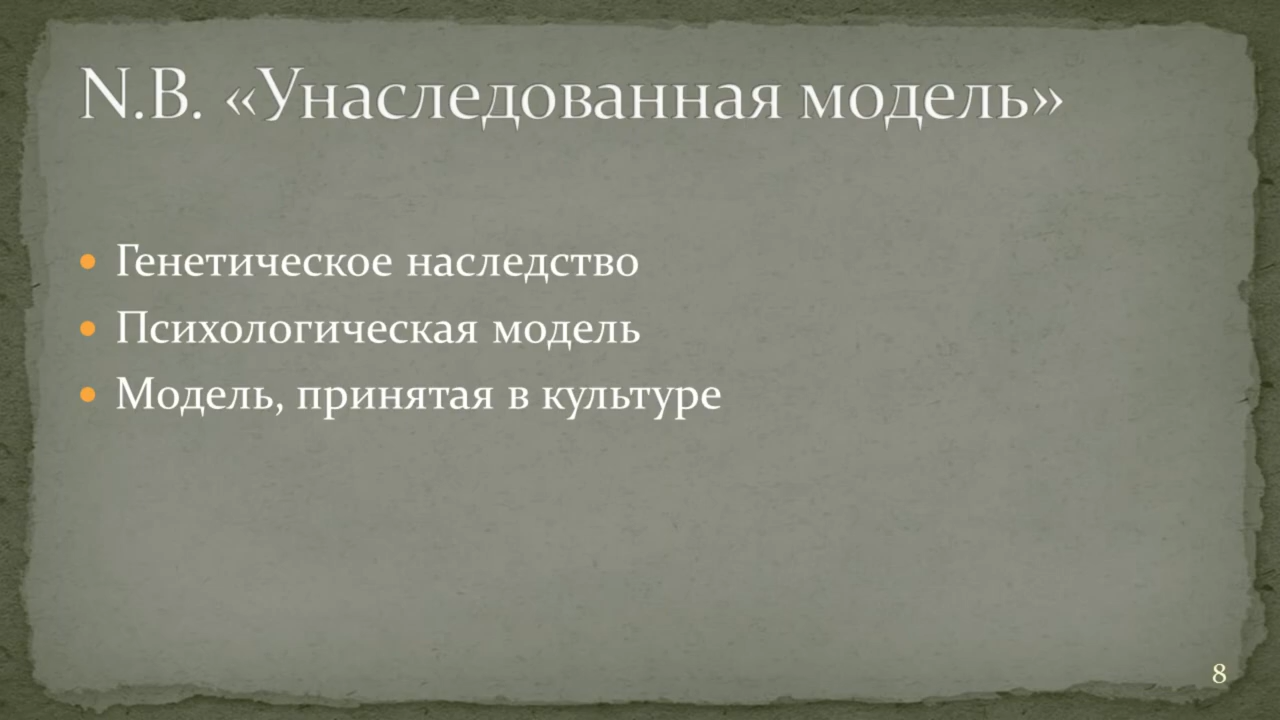 N.B. «Унаследованная модель»
Генетическое наследство
Психологическая модель
Модель, принятая в культуре
8